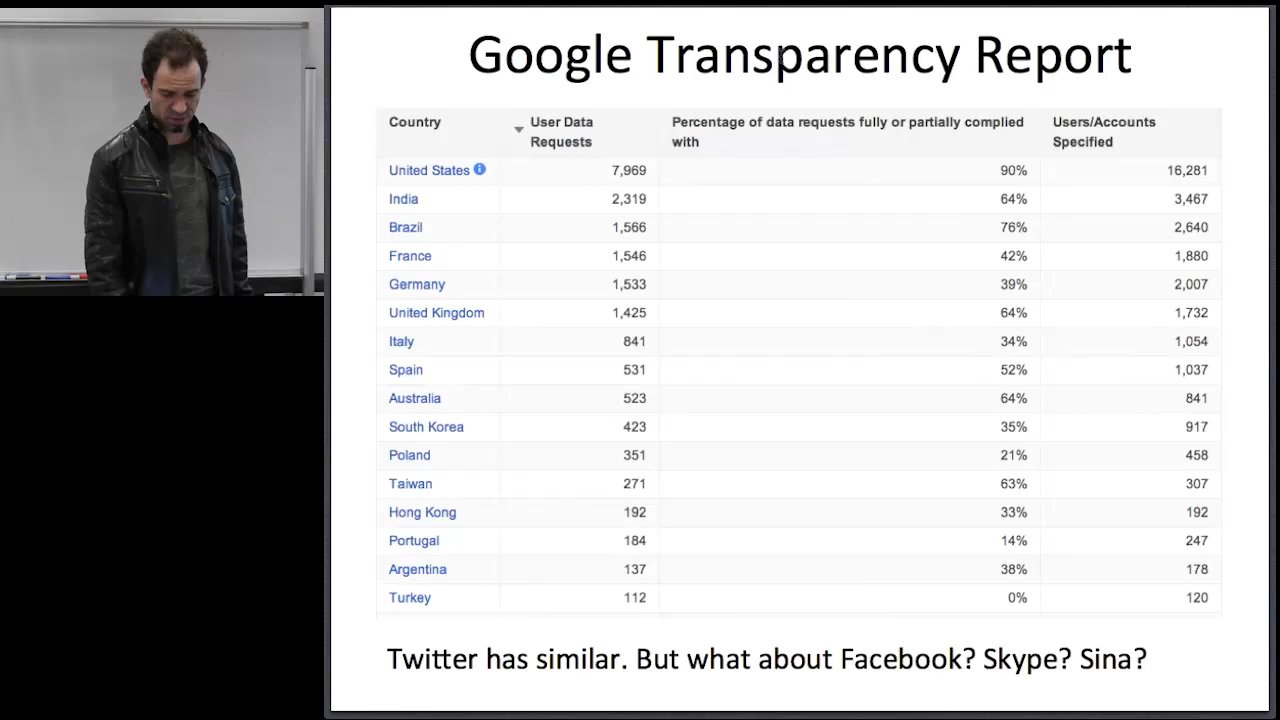 Google Transparency Report
Country User Data Requests Percentage of data requests fully or partially complied with Users/Accounts Specified
United States 7,969 90% 16,281
India 2,319 64% 3,467
Brazil 1,566 76% 2,640
France 1,546 42% 1,880
Germany 1,533 39% 2,007
United Kingdom 1,425 64% 1,732
Italy 841 34% 1,054
Spain 531 52% 1,037
Australia 523 64% 841
South Korea 423 35% 917
Poland 351 21% 458
Taiwan 271 63% 307
Hong Kong 192 33% 192
Portugal 184 14% 247
Argentina 137 38% 178
Turkey 112 0% 120
Twitter has similar. But what about Facebook? Skype? Sina?